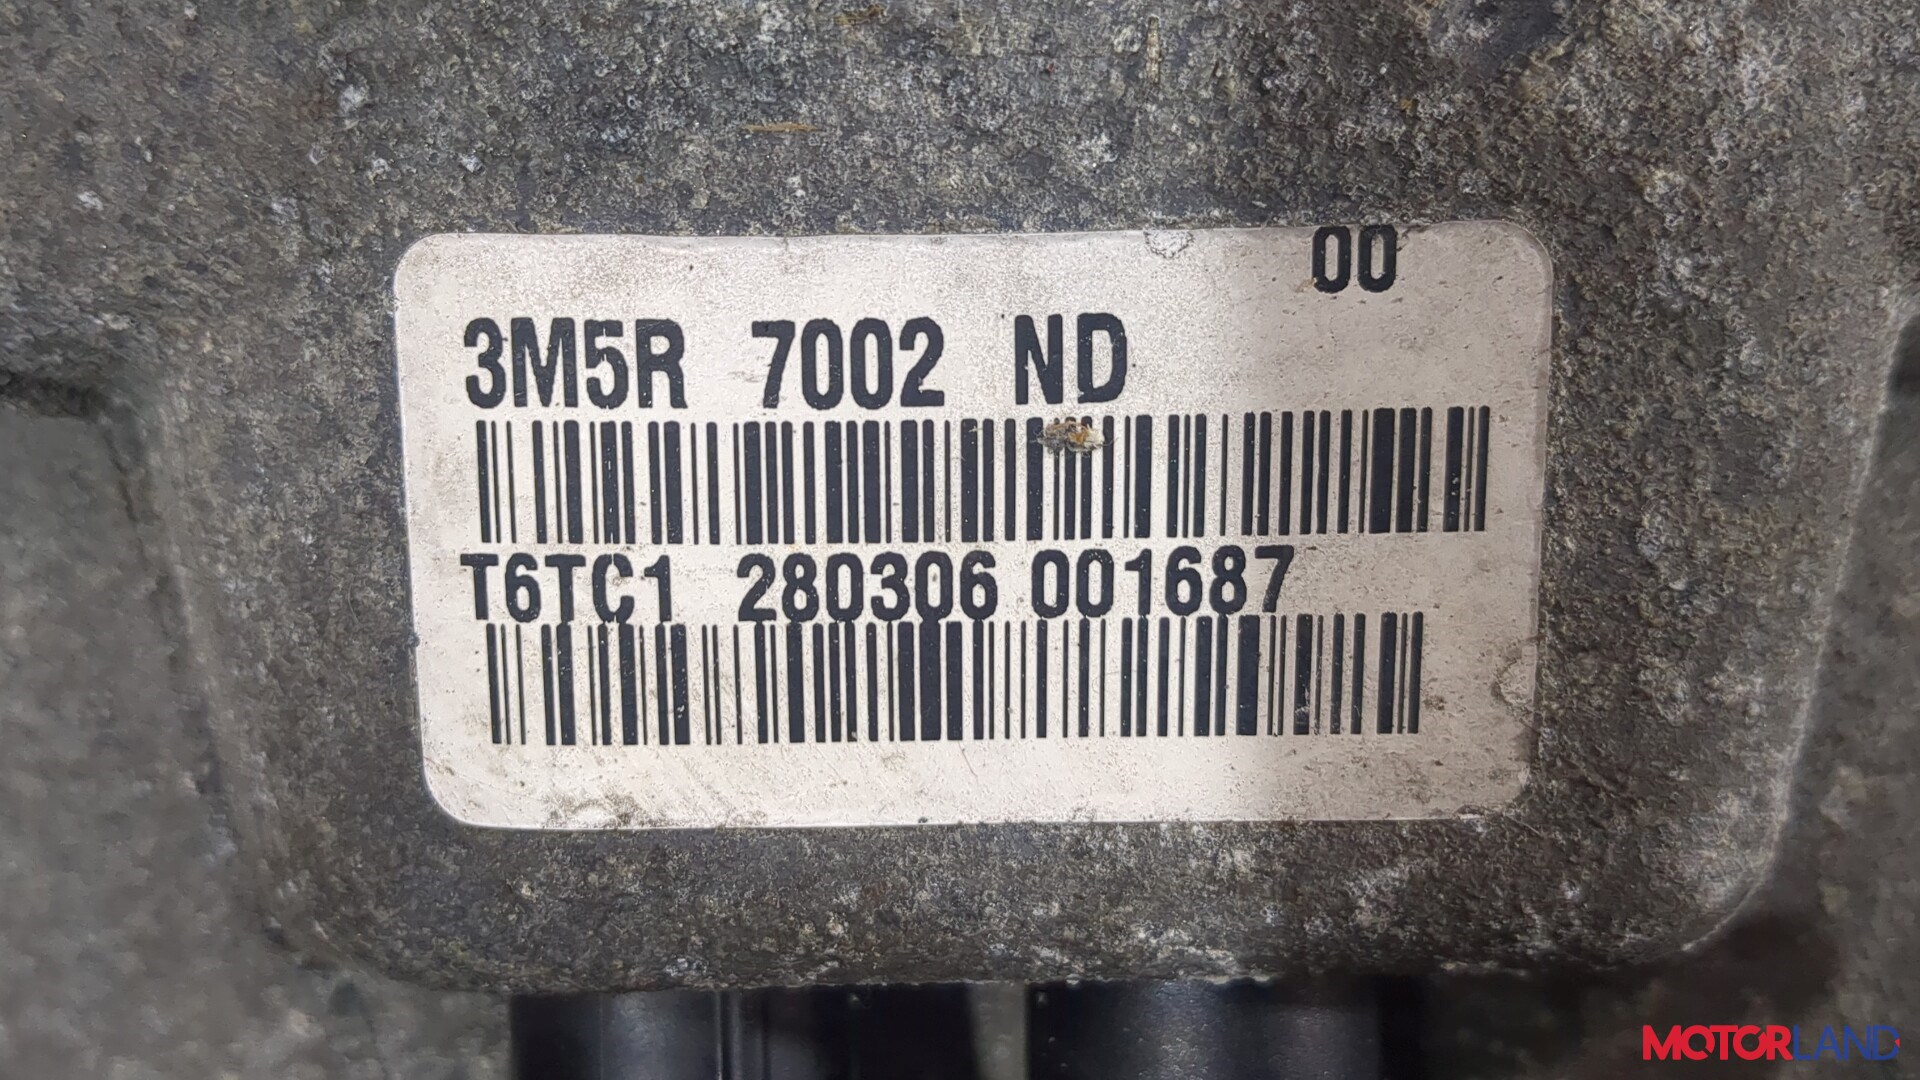 00
3M5R 7002 ND
T6TC1 280306 001687
MOTORLAND